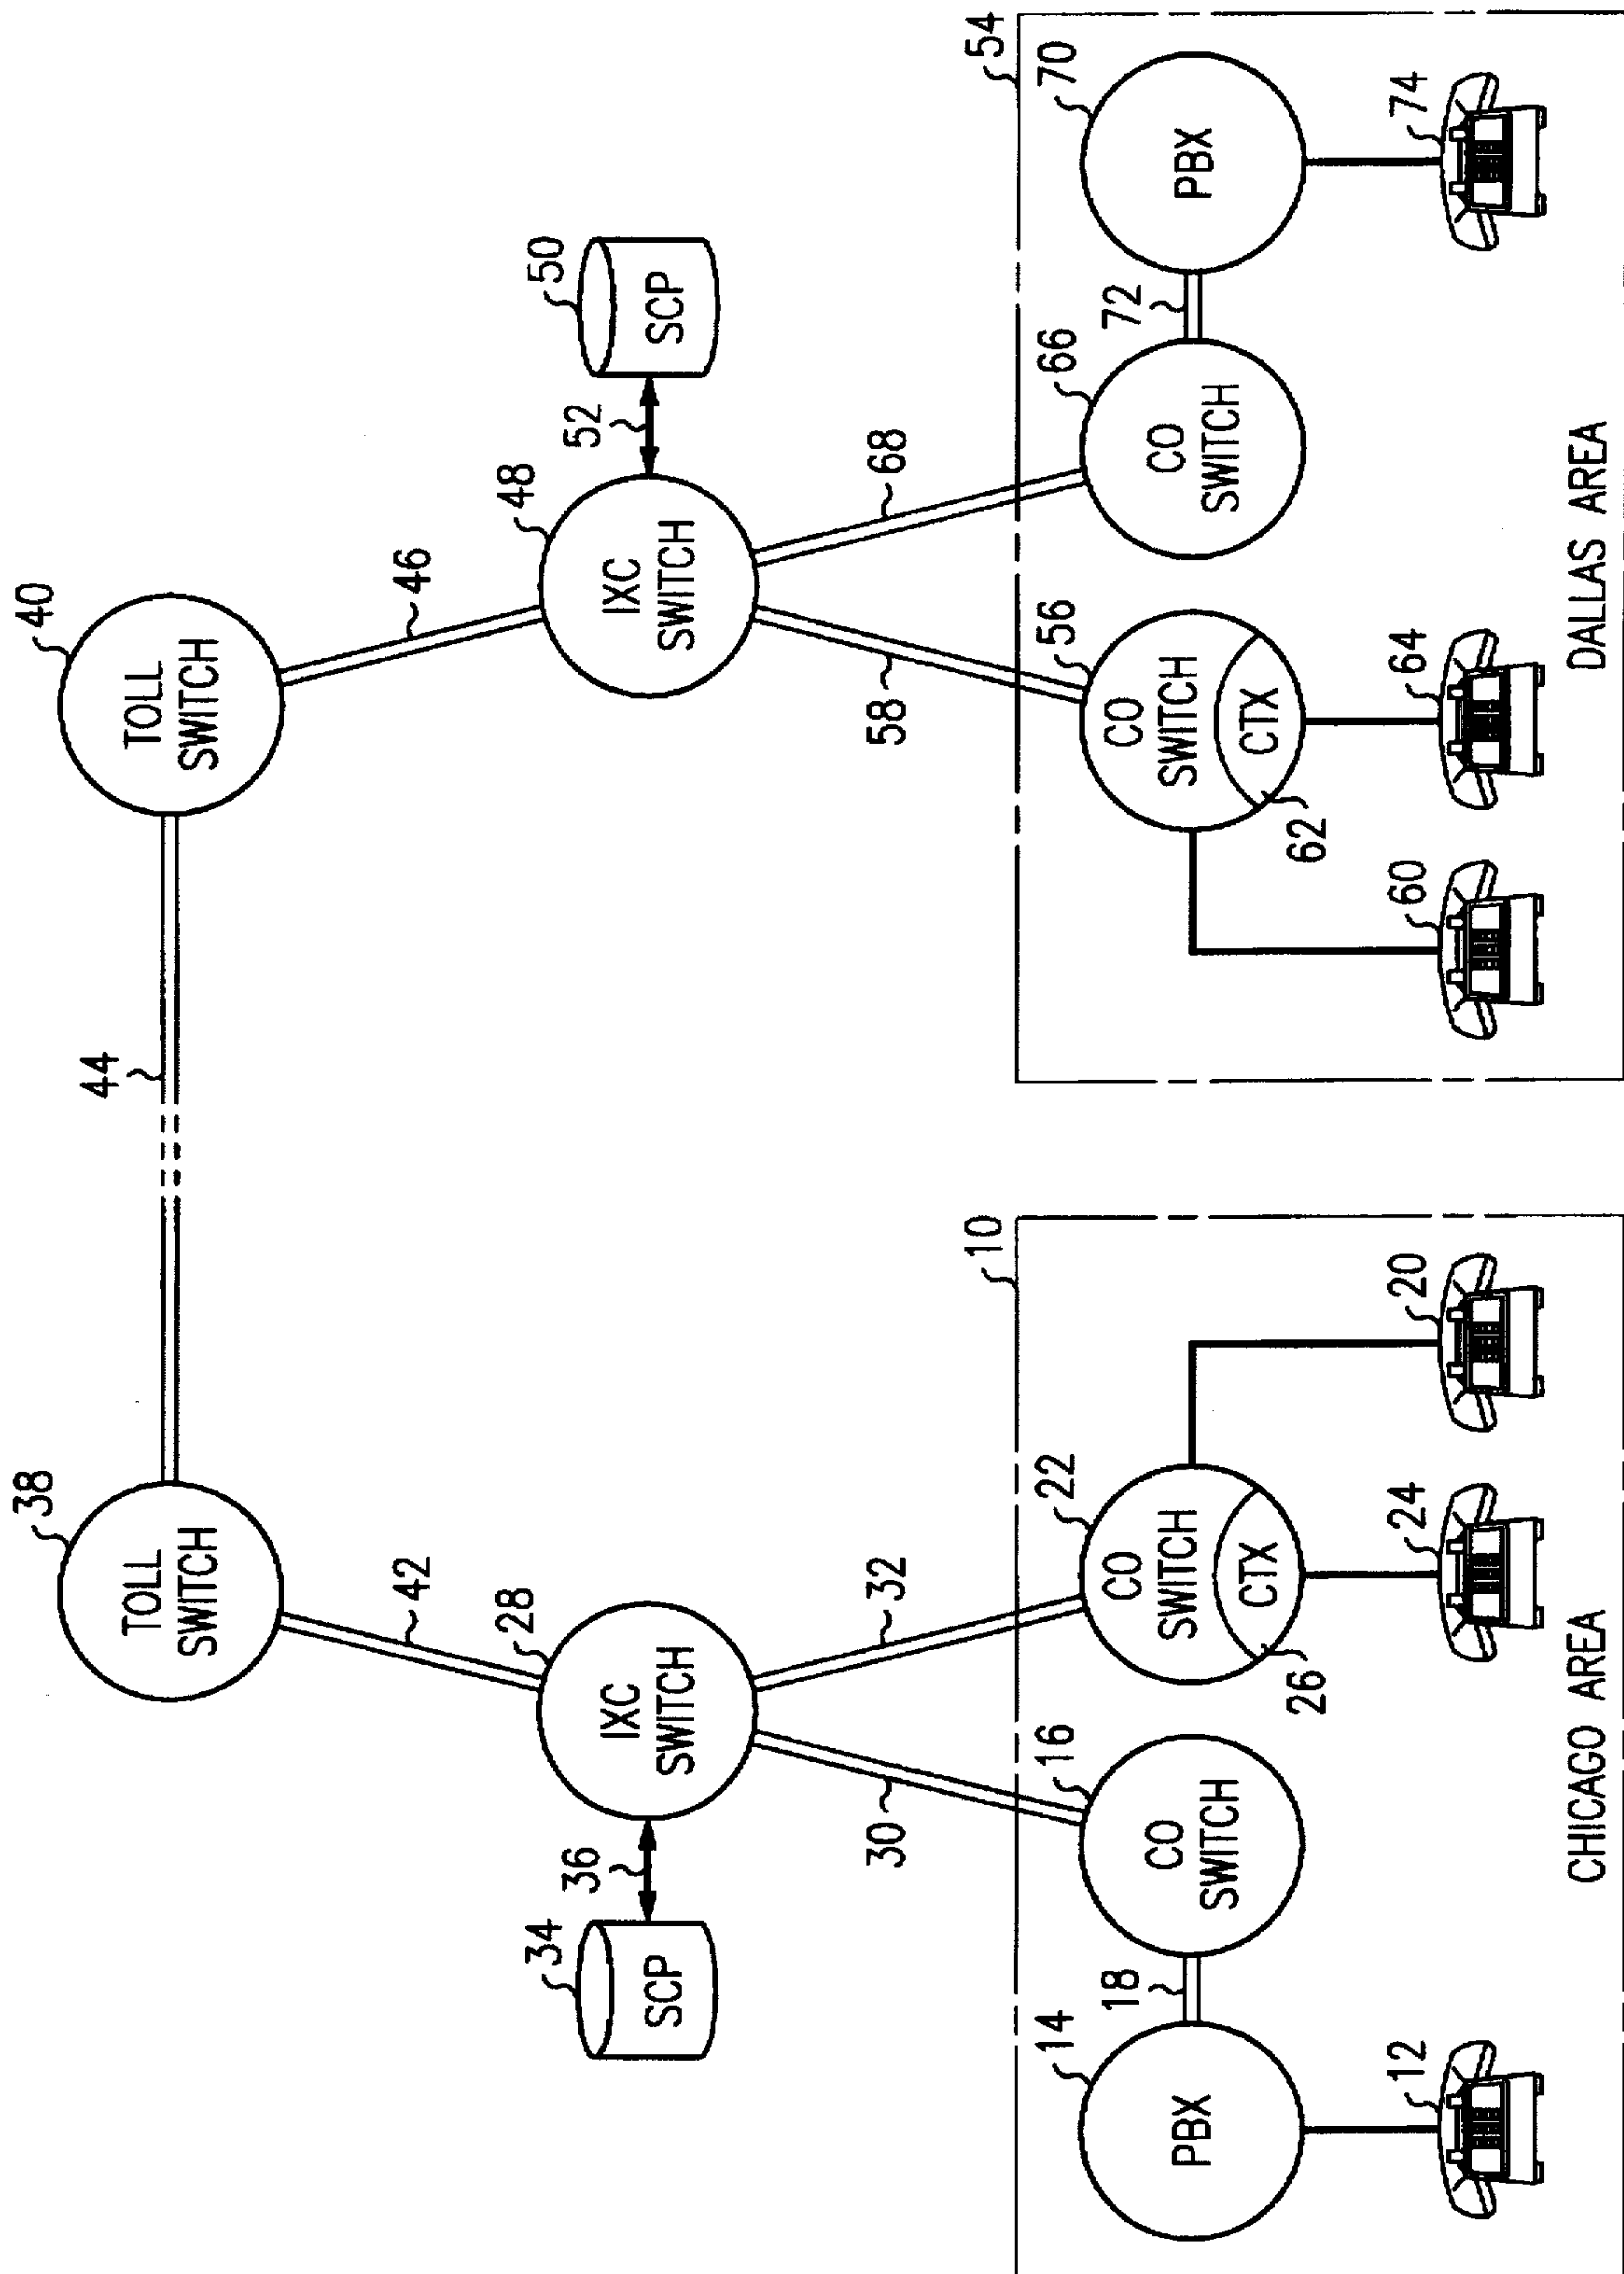 38
TOLL
SWITCH
44
40
TOLL
SWITCH
42
46
28
IXC
SWITCH
34
SCP
36
48
IXC
SWITCH
52
50
SCP
30
32
58
68
10
54
14
PBX
18
16
CO
SWITCH
22
CO
SWITCH
CTX
26
56
CO
SWITCH
CTX
62
66
CO
SWITCH
72
70
PBX
12
24
20
60
64
74
CHICAGO AREA
DALLAS AREA